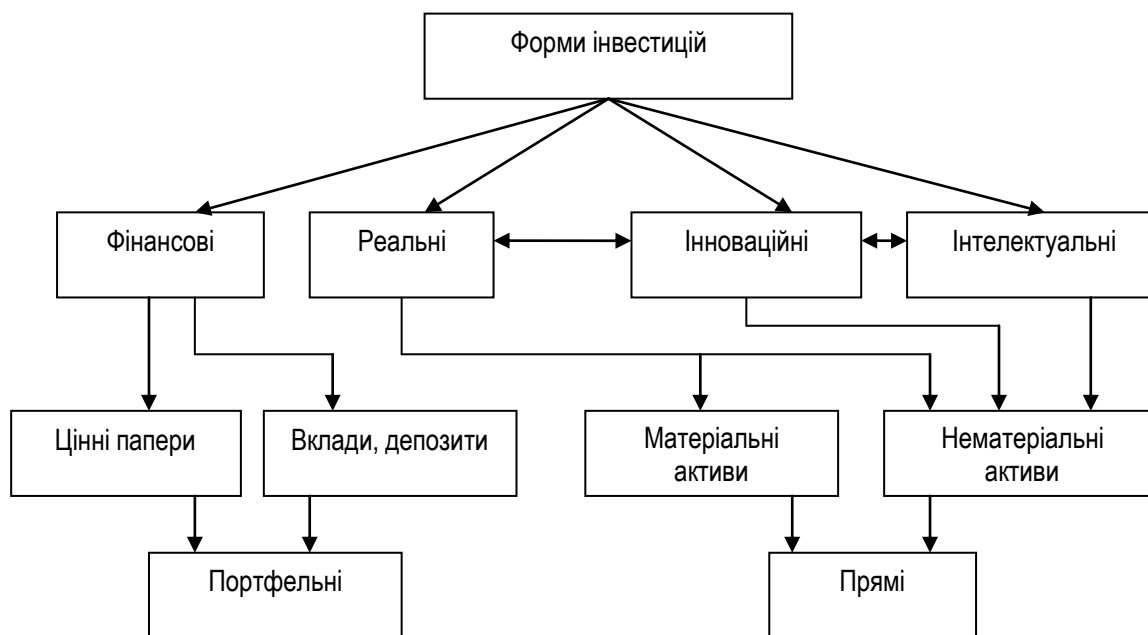 Форми інвестицій
Фінансові
Реальні
Інноваційні
Інтелектуальні
Цінні папери
Вклади, депозити
Матеріальні
активи
Нематеріальні
активи
Портфельні
Прямі